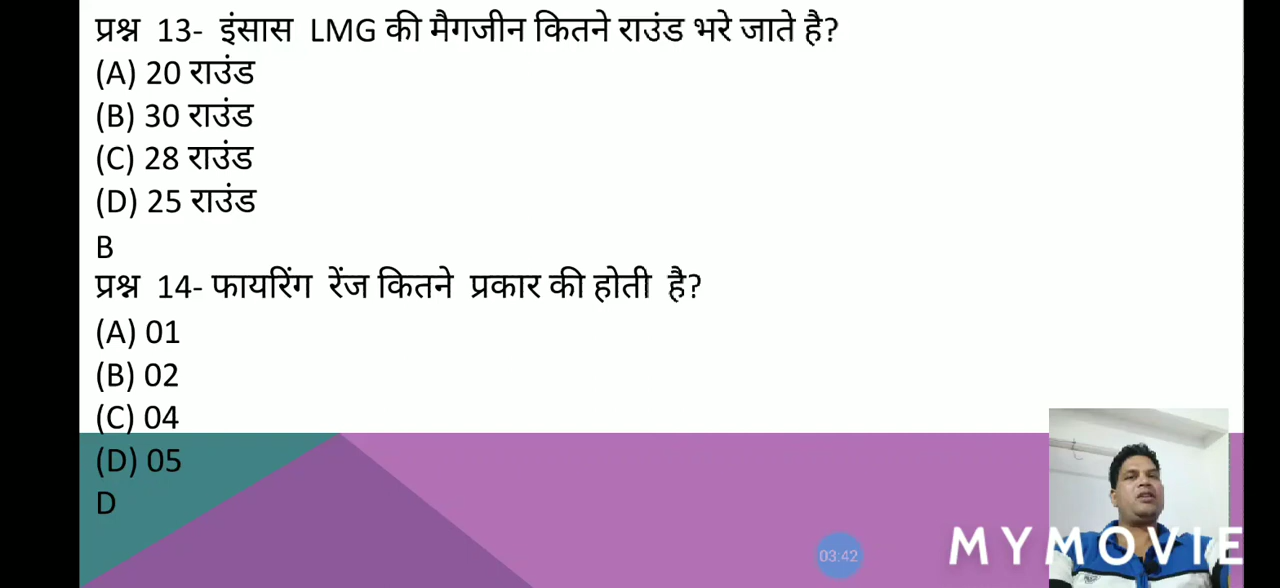 प्रश्न 13- इंसास LMG की मैगजीन कितने राउंड भरे जाते है?
(A) 20 राउंड
(B) 30 राउंड
(C) 28 राउंड
(D) 25 राउंड
B
प्रश्न 14- फायरिंग रेंज कितने प्रकार की होती है?
(A) 01
(B) 02
(C) 04
(D) 05
D
03:42
MYMOVIE